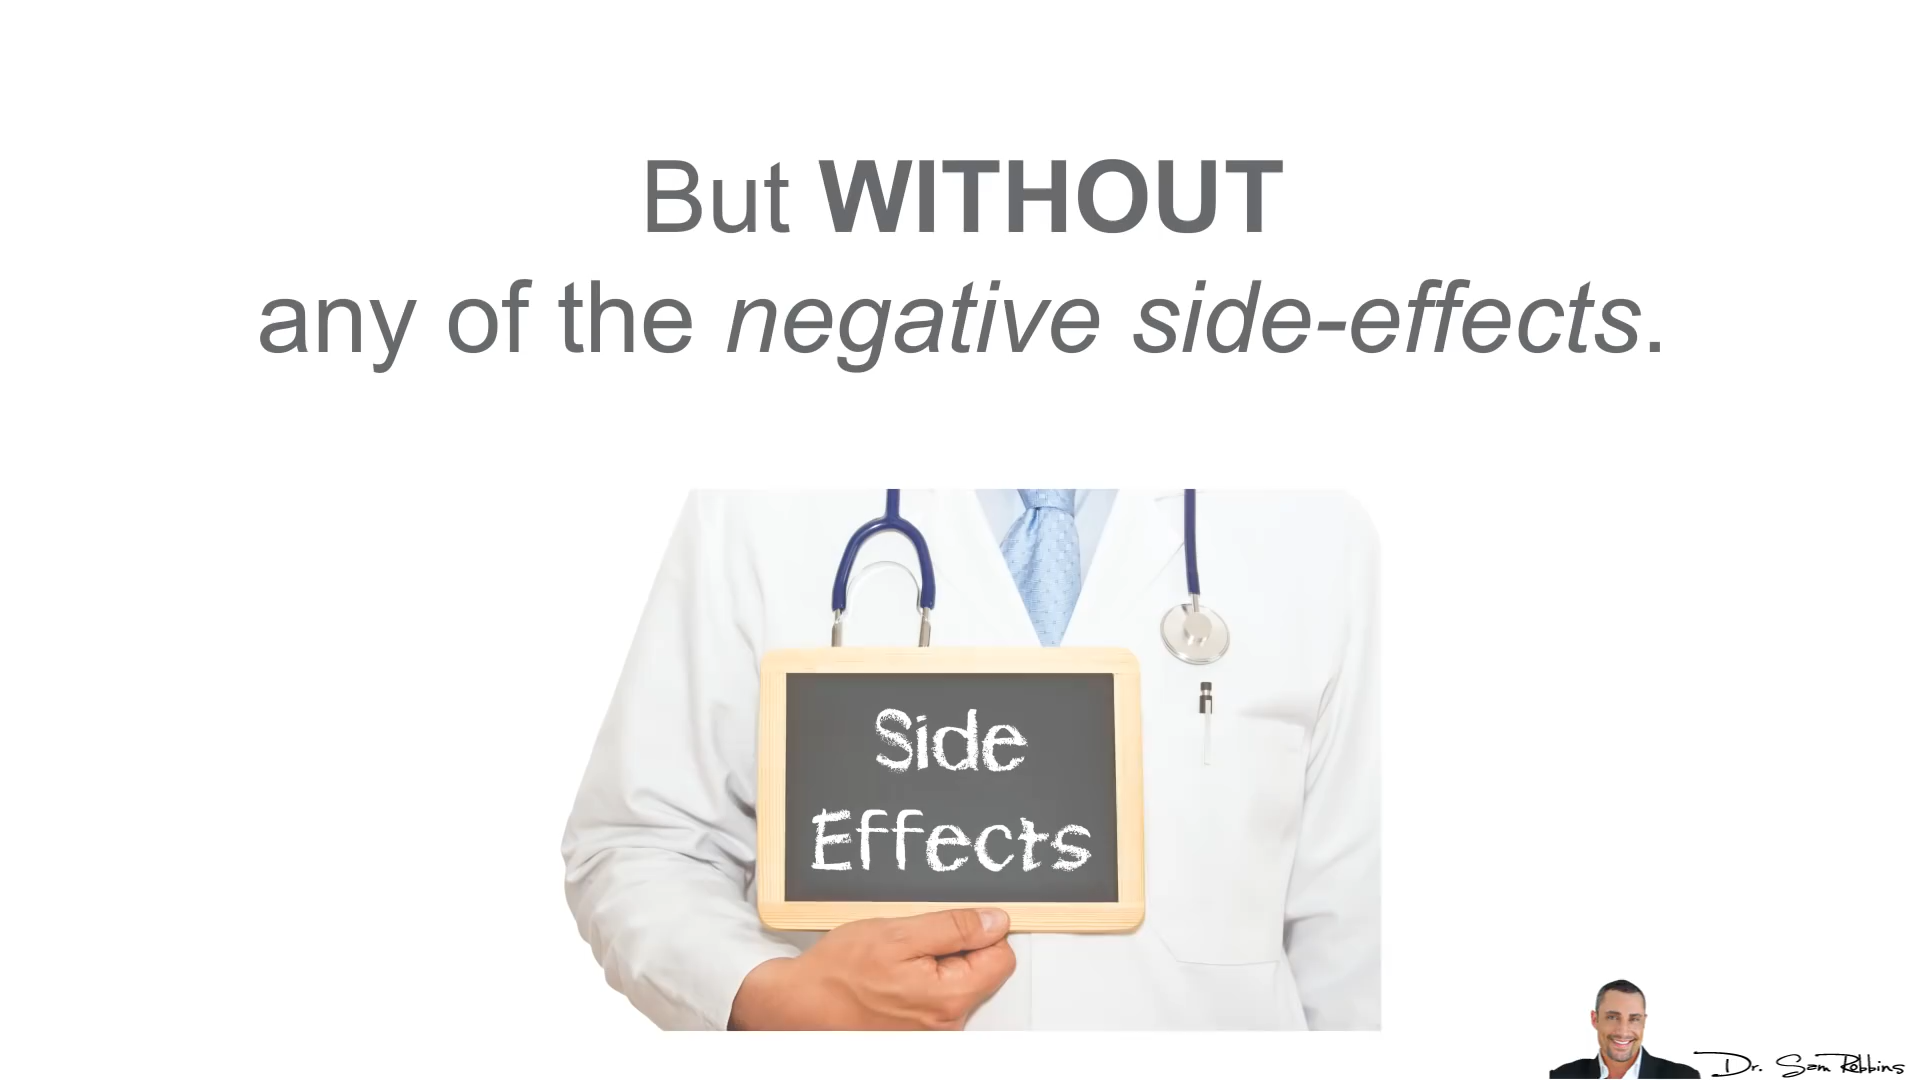 But WITHOUT
any of the negative side-effects.
Side
Effects
Dr. Sam Robbins